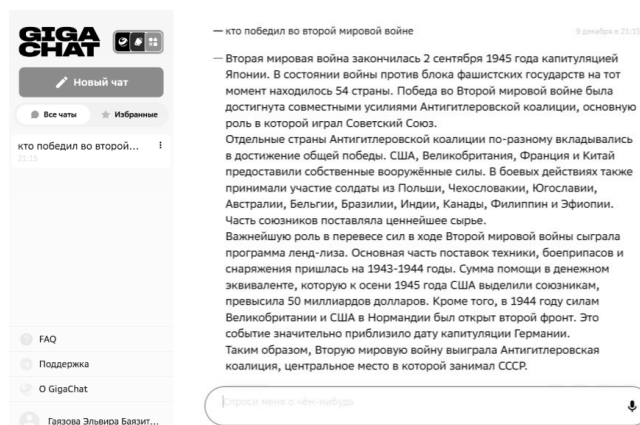 GIGA
CHAT
Новый чат
Все чаты
Избранные
кто победил во второй...
21:15
FAQ
Поддержка
О GigaChat
Гаязова Эльвира Баязит...
— кто победил во второй мировой войне
9 декабря в 21:15
— Вторая мировая война закончилась 2 сентября 1945 года капитуляцией
Японии. В состоянии войны против блока фашистских государств на тот
момент находилось 54 страны. Победа во Второй мировой войне была
достигнута совместными усилиями Антигитлеровской коалиции, основную
роль в которой играл Советский Союз.
Отдельные страны Антигитлеровской коалиции по-разному вкладывались
в достижение общей победы. США, Великобритания, Франция и Китай
предоставили собственные вооружённые силы. В боевых действиях также
принимали участие солдаты из Польши, Чехословакии, Югославии,
Австралии, Бельгии, Бразилии, Индии, Канады, Филиппин и Эфиопии.
Часть союзников поставляла ценнейшее сырье.
Важнейшую роль в перевесе сил в ходе Второй мировой войны сыграла
программа ленд-лиза. Основная часть поставок техники, боеприпасов и
снаряжения пришлась на 1943-1944 годы. Сумма помощи в денежном
эквиваленте, которую к осени 1945 года США выделили союзникам,
превысила 50 миллиардов долларов. Кроме того, в 1944 году силам
Великобритании и США в Нормандии был открыт второй фронт. Это
событие значительно приблизило дату капитуляции Германии.
Таким образом, Вторую мировую войну выиграла Антигитлеровская
коалиция, центральное место в которой занимал СССР.
Спроси меня о чём-нибудь